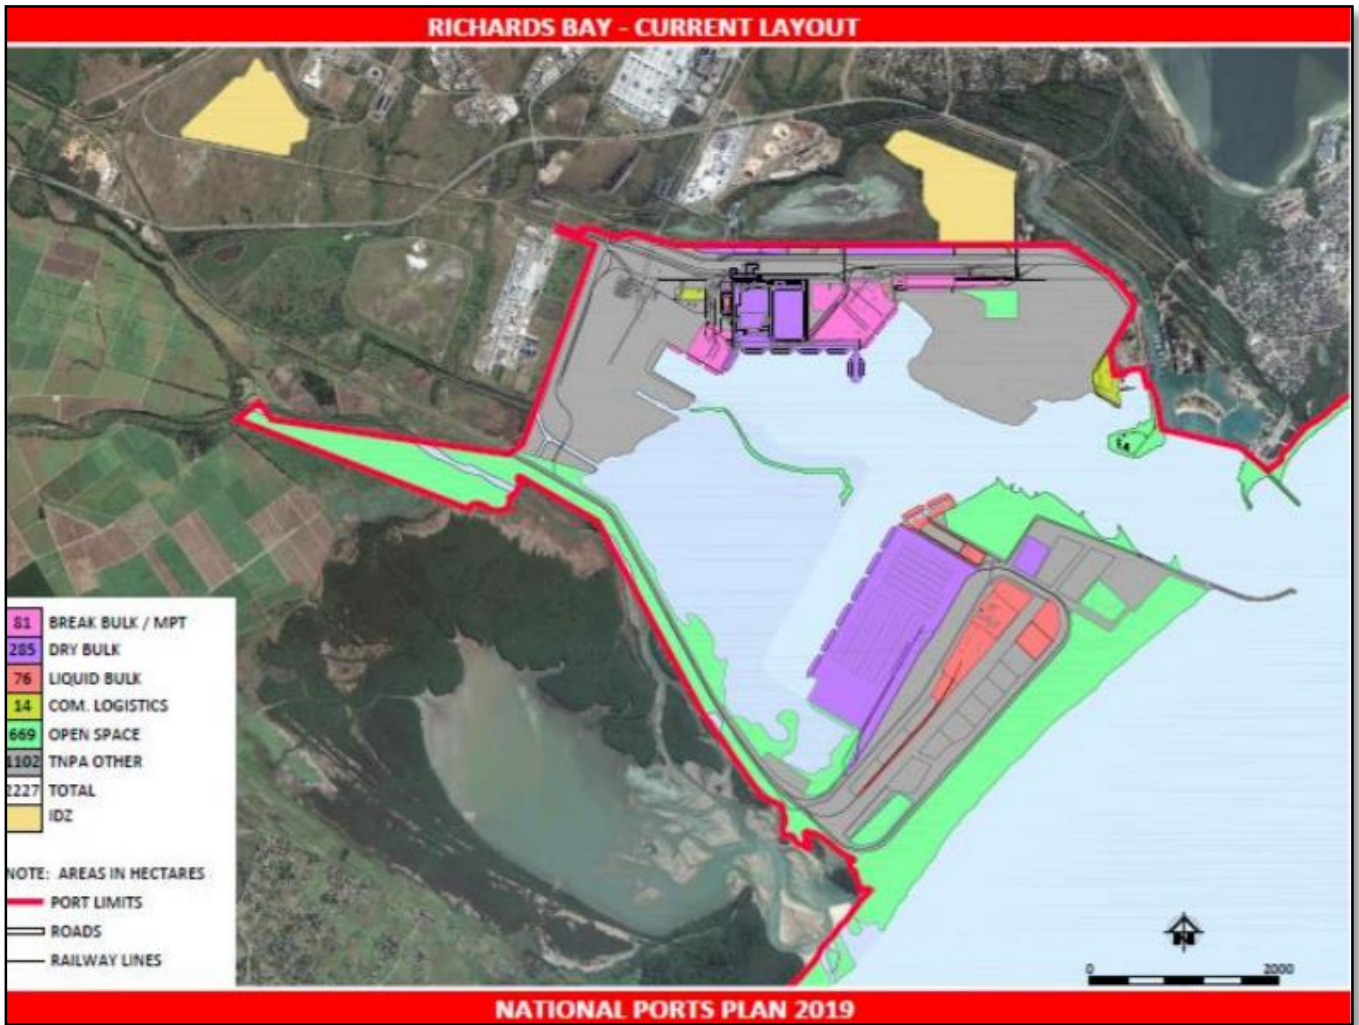 RICHARDS BAY - CURRENT LAYOUT
81 BREAK BULK / MPT
285 DRY BULK
76 LIQUID BULK
14 COM. LOGISTICS
669 OPEN SPACE
1102 TNPA OTHER
2227 TOTAL
IDZ
NOTE: AREAS IN HECTARES
PORT LIMITS
ROADS
RAILWAY LINES
N
0 2000
NATIONAL PORTS PLAN 2019